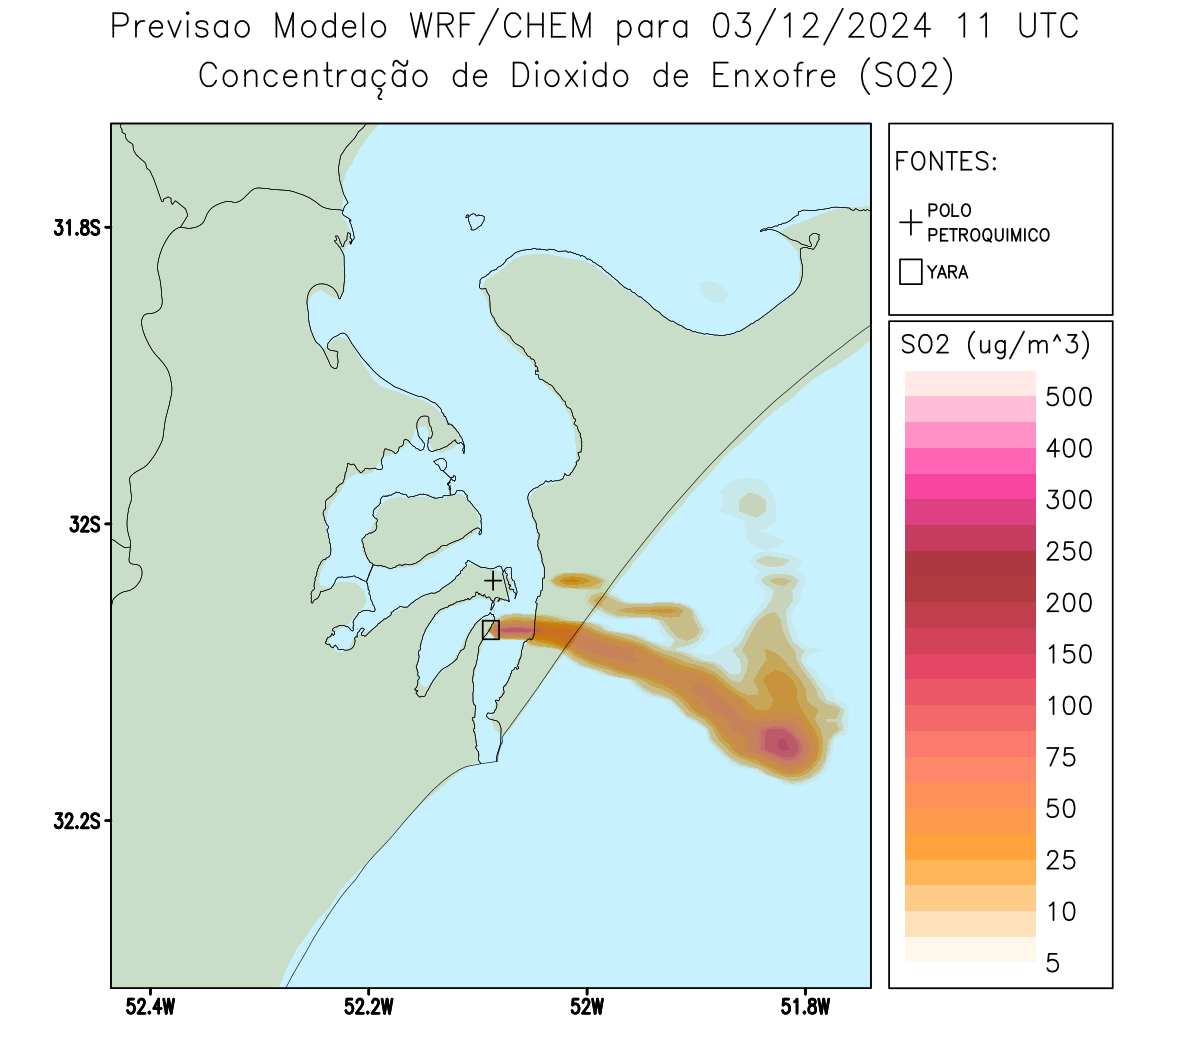 Previsao Modelo WRF/CHEM para 03/12/2024 11 UTC
Concentração de Dioxido de Enxofre (SO2)
FONTES:
POLO
PETROQUIMICO
YARA
31.8S
32S
32.2S
52.4W
52.2W
52W
51.8W
SO2 (ug/m^3)
500
400
300
250
200
150
100
75
50
25
10
5